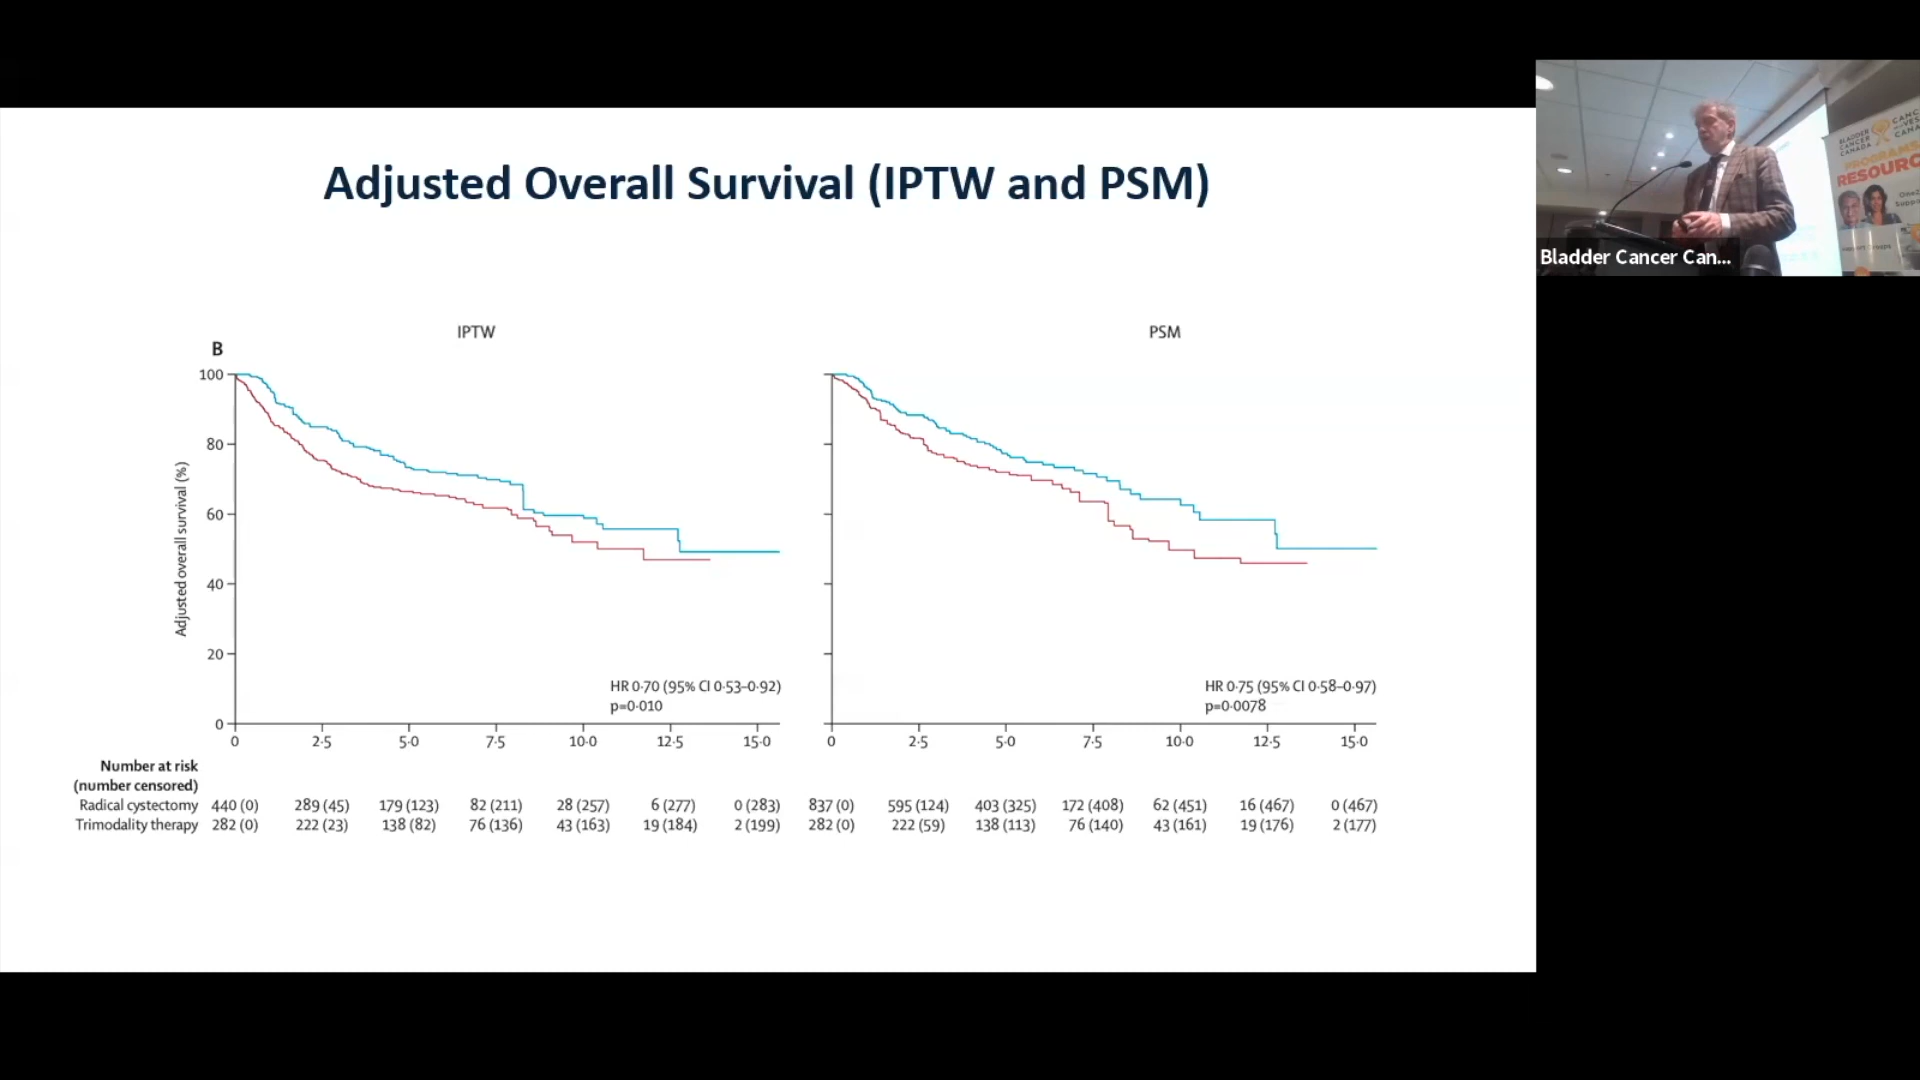 Adjusted Overall Survival (IPTW and PSM)
IPTW
PSM
B
Adjusted overall survival (%)
100
80
60
40
20
0
HR 0·70 (95% CI 0·53–0·92)
p=0·010
HR 0·75 (95% CI 0·58–0·97)
p=0·0078
0 2·5 5·0 7·5 10·0 12·5 15·0
0 2·5 5·0 7·5 10·0 12·5 15·0
Number at risk
(number censored)
Radical cystectomy 440 (0) 289 (45) 179 (123) 82 (211) 28 (257) 6 (277) 0 (283) 837 (0) 595 (124) 403 (325) 172 (408) 62 (451) 16 (467) 0 (467)
Trimodality therapy 282 (0) 222 (23) 138 (82) 76 (136) 43 (163) 19 (184) 2 (199) 282 (0) 222 (59) 138 (113) 76 (140) 43 (161) 19 (176) 2 (177)
BLADDER
CANCER
CANADA
CANC
CANA
RESOURC
Bladder Cancer Can...